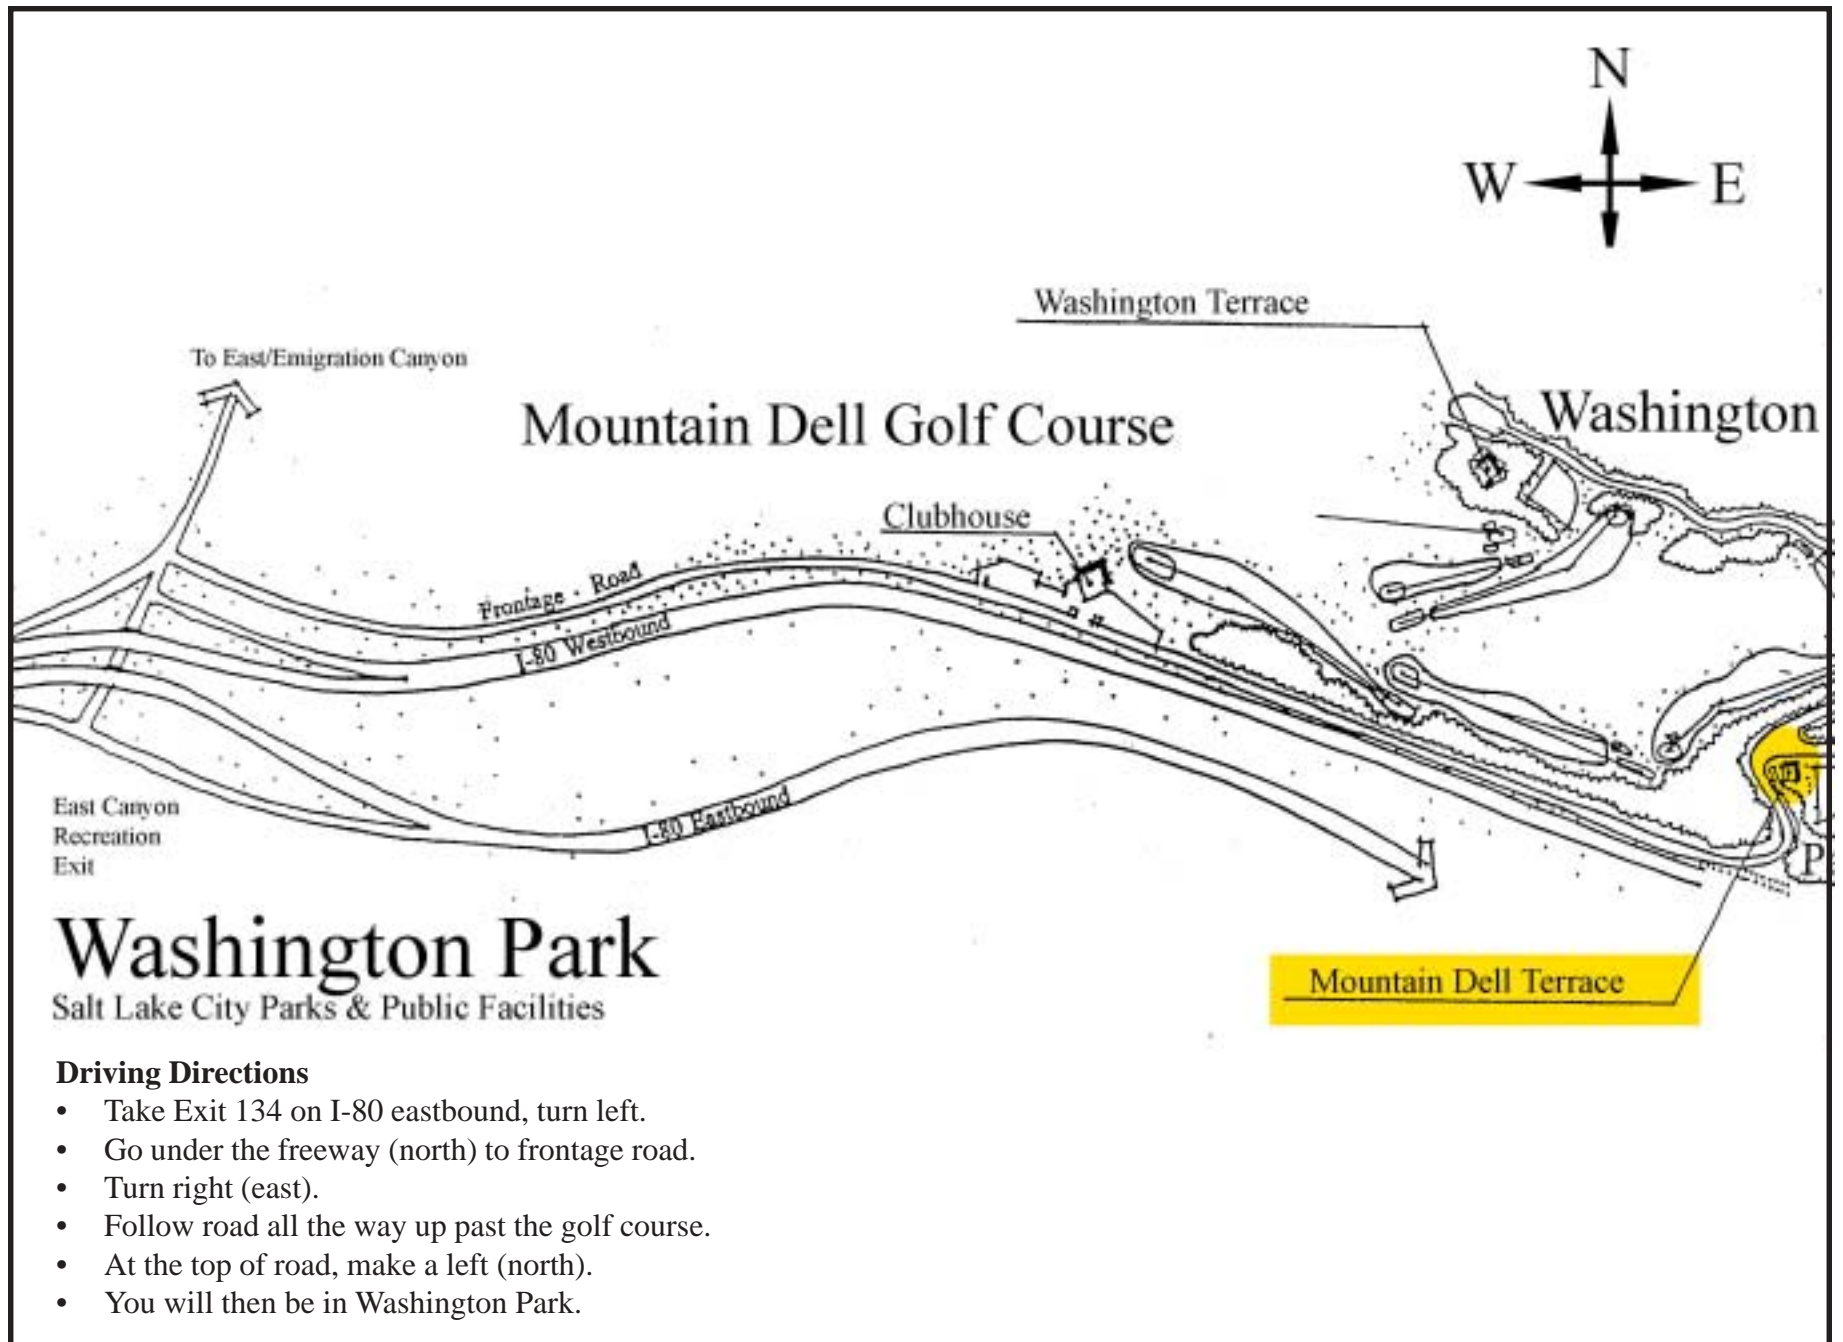 N
W E
Washington Terrace
To East/Emigration Canyon
Mountain Dell Golf Course
Washington
Clubhouse
Frontage Road
I-80 Westbound
I-80 Eastbound
East Canyon
Recreation
Exit
P
Washington Park
Salt Lake City Parks & Public Facilities
Mountain Dell Terrace
Driving Directions
• Take Exit 134 on I-80 eastbound, turn left.
• Go under the freeway (north) to frontage road.
• Turn right (east).
• Follow road all the way up past the golf course.
• At the top of road, make a left (north).
• You will then be in Washington Park.